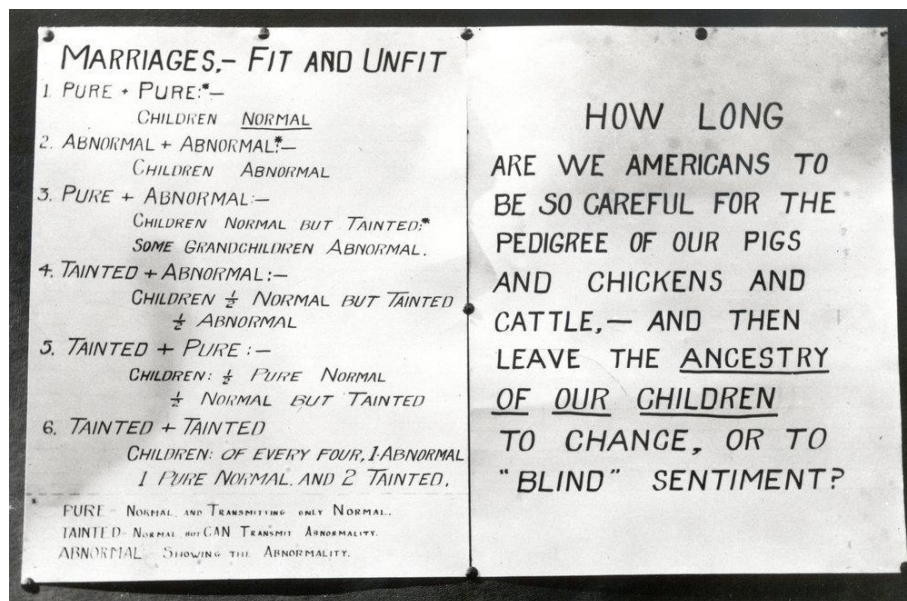 MARRIAGES,- FIT AND UNFIT
1. PURE + PURE:*-
CHILDREN NORMAL
2. ABNORMAL + ABNORMAL:*-
CHILDREN ABNORMAL
3. PURE + ABNORMAL:-
CHILDREN NORMAL BUT TAINTED:*
SOME GRANDCHILDREN ABNORMAL.
4. TAINTED + ABNORMAL:-
CHILDREN ½ NORMAL BUT TAINTED
½ ABNORMAL
5. TAINTED + PURE :-
CHILDREN: ½ PURE NORMAL
½ NORMAL BUT TAINTED
6. TAINTED + TAINTED
CHILDREN: OF EVERY FOUR, 1-ABNORMAL
1 PURE NORMAL. AND 2 TAINTED.
* PURE - NORMAL AND TRANSMITTING ONLY NORMAL.
TAINTED- NORMAL BUT CAN TRANSMIT ABNORMALITY.
ABNORMAL SHOWING THE ABNORMALITY.
HOW LONG
ARE WE AMERICANS TO
BE SO CAREFUL FOR THE
PEDIGREE OF OUR PIGS
AND CHICKENS AND
CATTLE,— AND THEN
LEAVE THE ANCESTRY
OF OUR CHILDREN
TO CHANGE, OR TO
"BLIND" SENTIMENT?